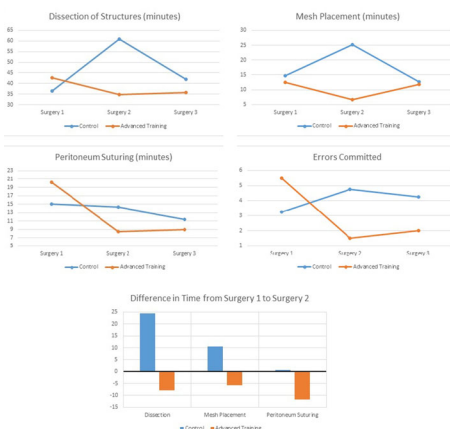 Dissection of Structures (minutes)
65
60
55
50
45
40
35
30
Surgery 1 Surgery 2 Surgery 3
Control Advanced Training
Mesh Placement (minutes)
30
25
20
15
10
5
Surgery 1 Surgery 2 Surgery 3
Control Advanced Training
Peritoneum Suturing (minutes)
23
21
19
17
15
13
11
9
7
5
3
Surgery 1 Surgery 2 Surgery 3
Control Advanced Training
Errors Committed
6
5
4
3
2
1
Surgery 1 Surgery 2 Surgery 3
Control Advanced Training
Difference in Time from Surgery 1 to Surgery 2
25
20
15
10
5
0
-5
-10
-15
Dissection Mesh Placement Peritoneum Suturing
Control Advanced Training